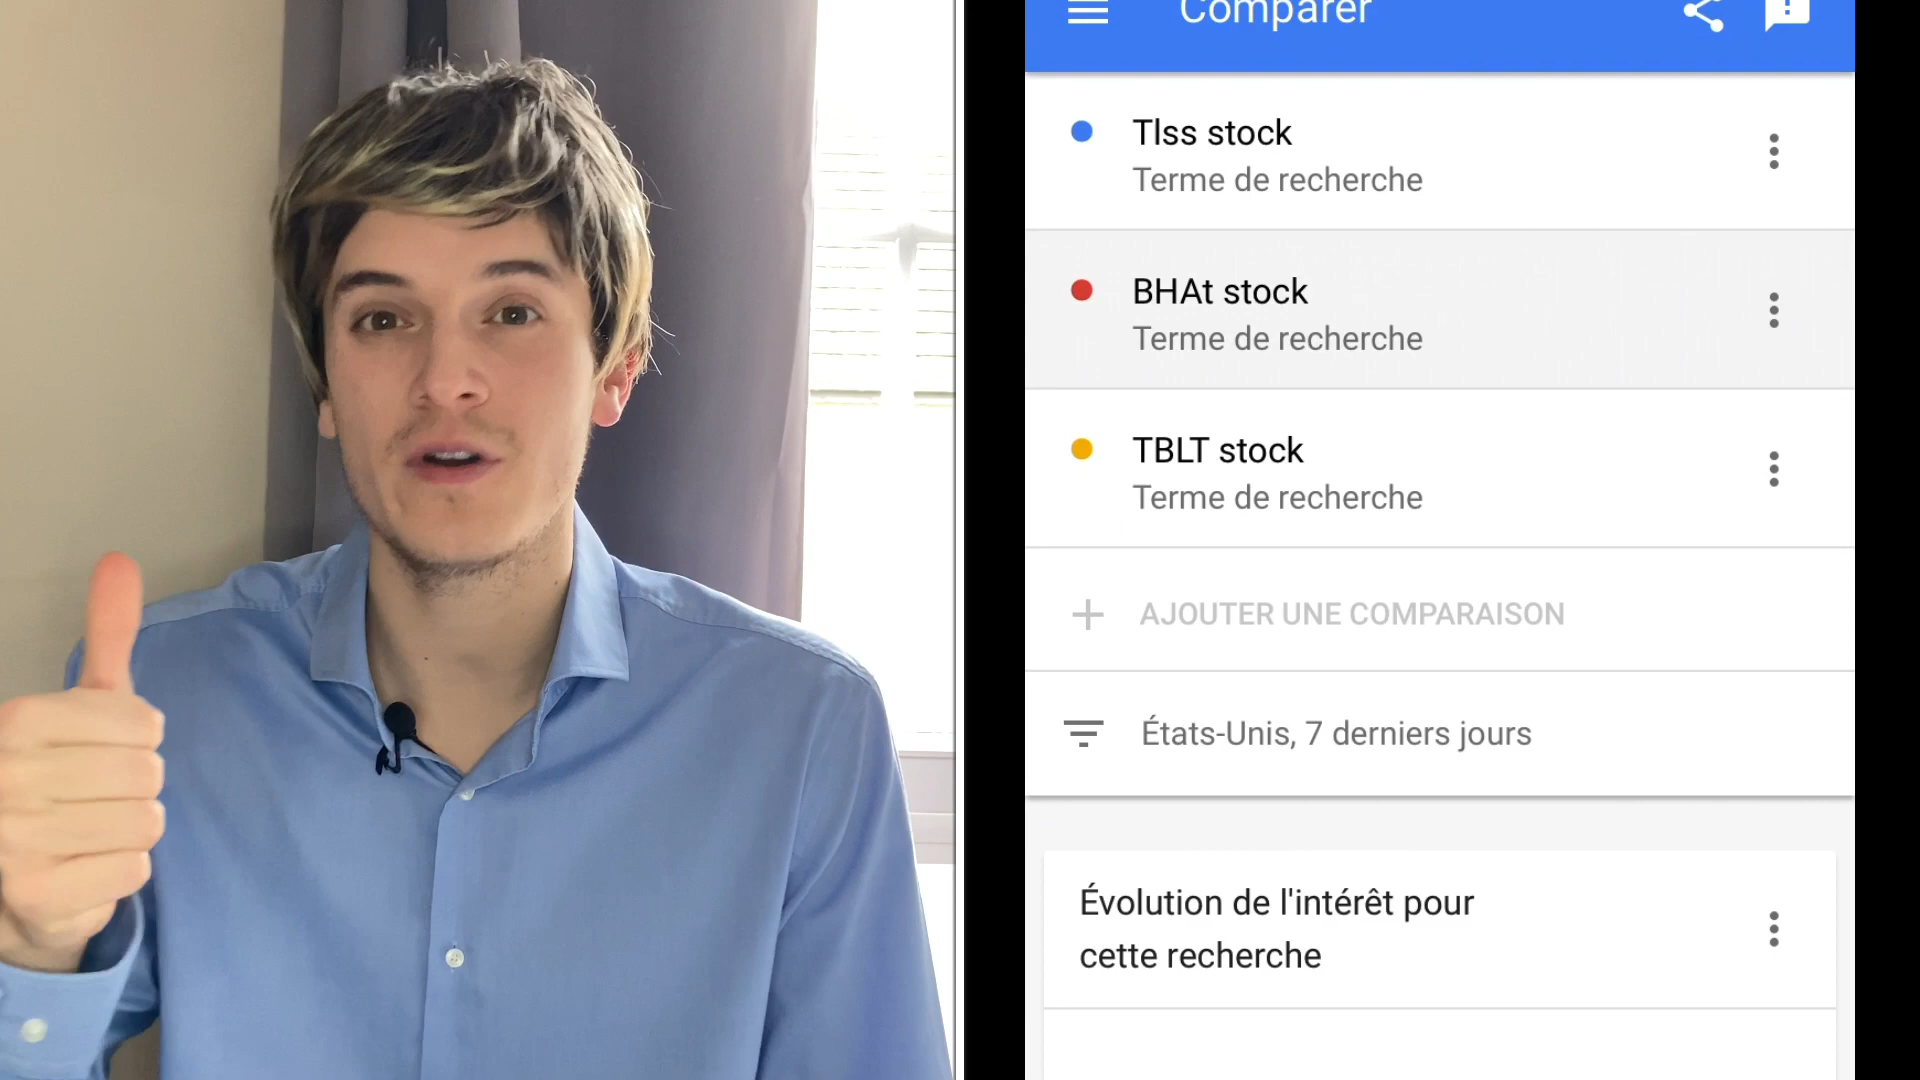 Comparer
Tlss stock
Terme de recherche
BHAt stock
Terme de recherche
TBLT stock
Terme de recherche
AJOUTER UNE COMPARAISON
États-Unis, 7 derniers jours
Évolution de l'intérêt pour
cette recherche